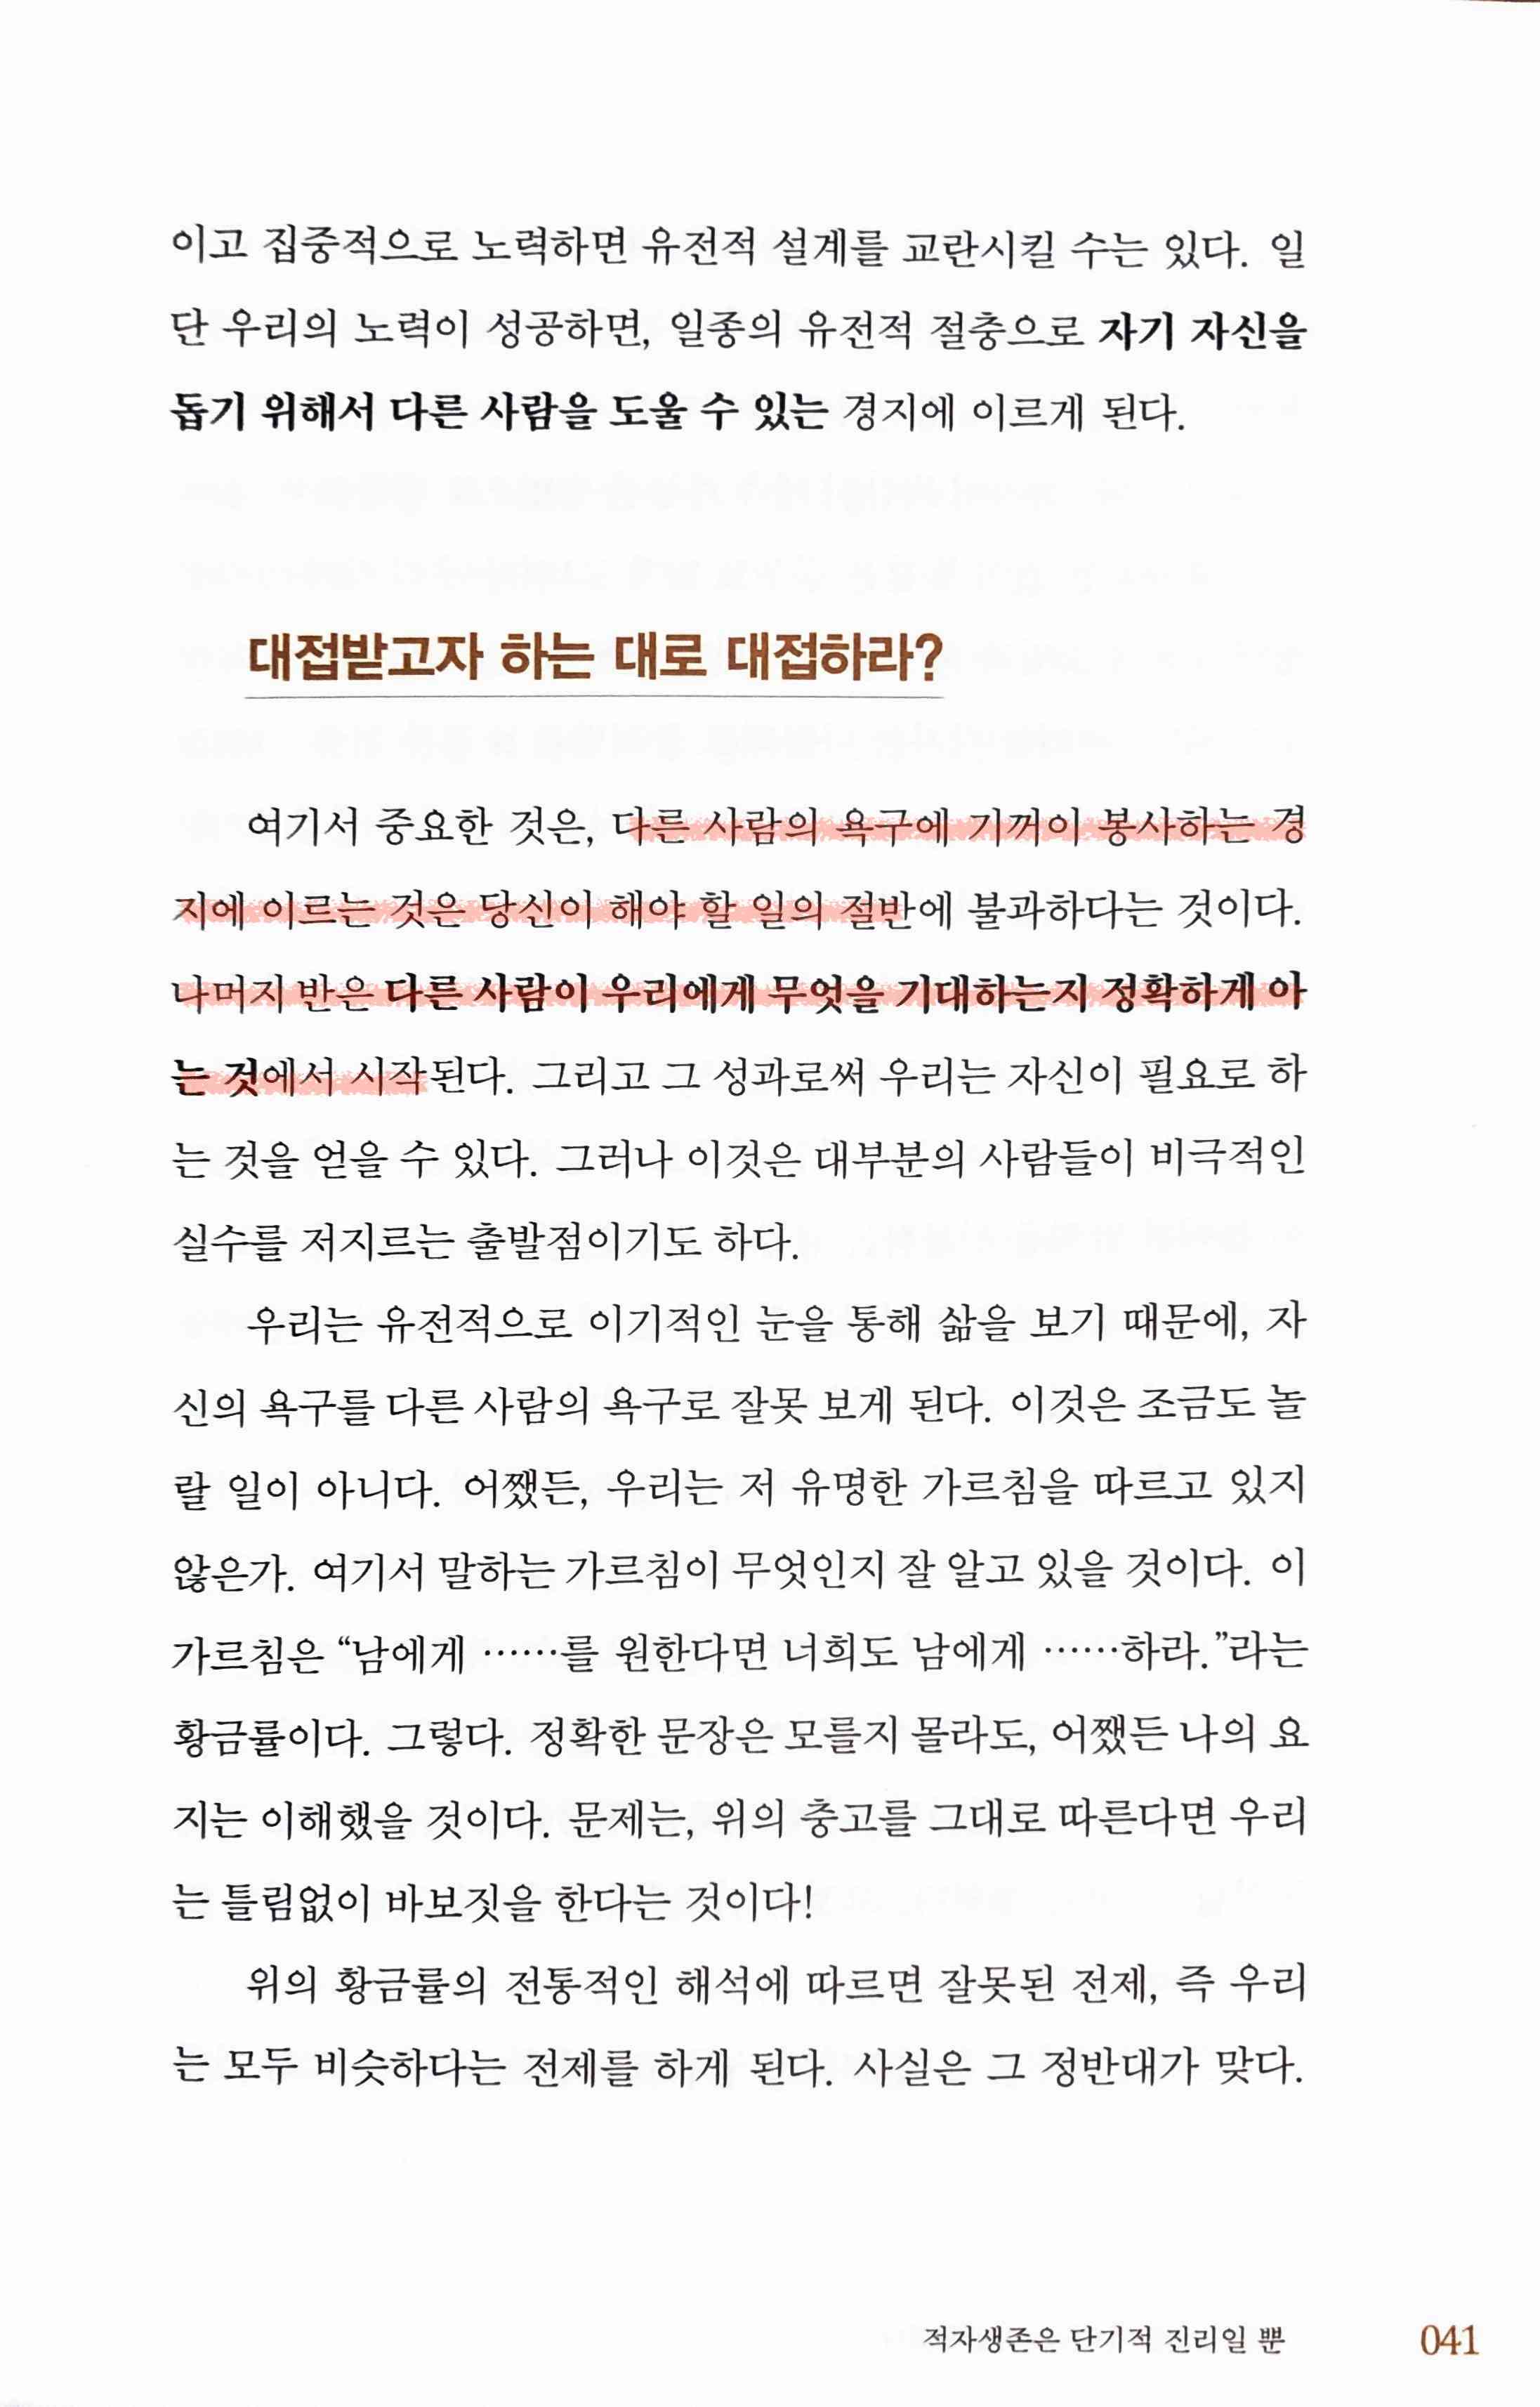 이고 집중적으로 노력하면 유전적 설계를 교란시킬 수는 있다. 일
단 우리의 노력이 성공하면, 일종의 유전적 절충으로 자기 자신을
돕기 위해서 다른 사람을 도울 수 있는 경지에 이르게 된다.
대접받고자 하는 대로 대접하라?
여기서 중요한 것은, 다른 사람의 욕구에 기꺼이 봉사하는 경
지에 이르는 것은 당신이 해야 할 일의 절반에 불과하다는 것이다.
나머지 반은 다른 사람이 우리에게 무엇을 기대하는지 정확하게 아
는 것에서 시작된다. 그리고 그 성과로써 우리는 자신이 필요로 하
는 것을 얻을 수 있다. 그러나 이것은 대부분의 사람들이 비극적인
실수를 저지르는 출발점이기도 하다.
우리는 유전적으로 이기적인 눈을 통해 삶을 보기 때문에, 자
신의 욕구를 다른 사람의 욕구로 잘못 보게 된다. 이것은 조금도 놀
랄 일이 아니다. 어쨌든, 우리는 저 유명한 가르침을 따르고 있지
않은가. 여기서 말하는 가르침이 무엇인지 잘 알고 있을 것이다. 이
가르침은 “남에게 ……를 원한다면 너희도 남에게 ……하라.”라는
황금률이다. 그렇다. 정확한 문장은 모를지 몰라도, 어쨌든 나의 요
지는 이해했을 것이다. 문제는, 위의 충고를 그대로 따른다면 우리
는 틀림없이 바보짓을 한다는 것이다!
위의 황금률의 전통적인 해석에 따르면 잘못된 전제, 즉 우리
는 모두 비슷하다는 전제를 하게 된다. 사실은 그 정반대가 맞다.
적자생존은 단기적 진리일 뿐 041